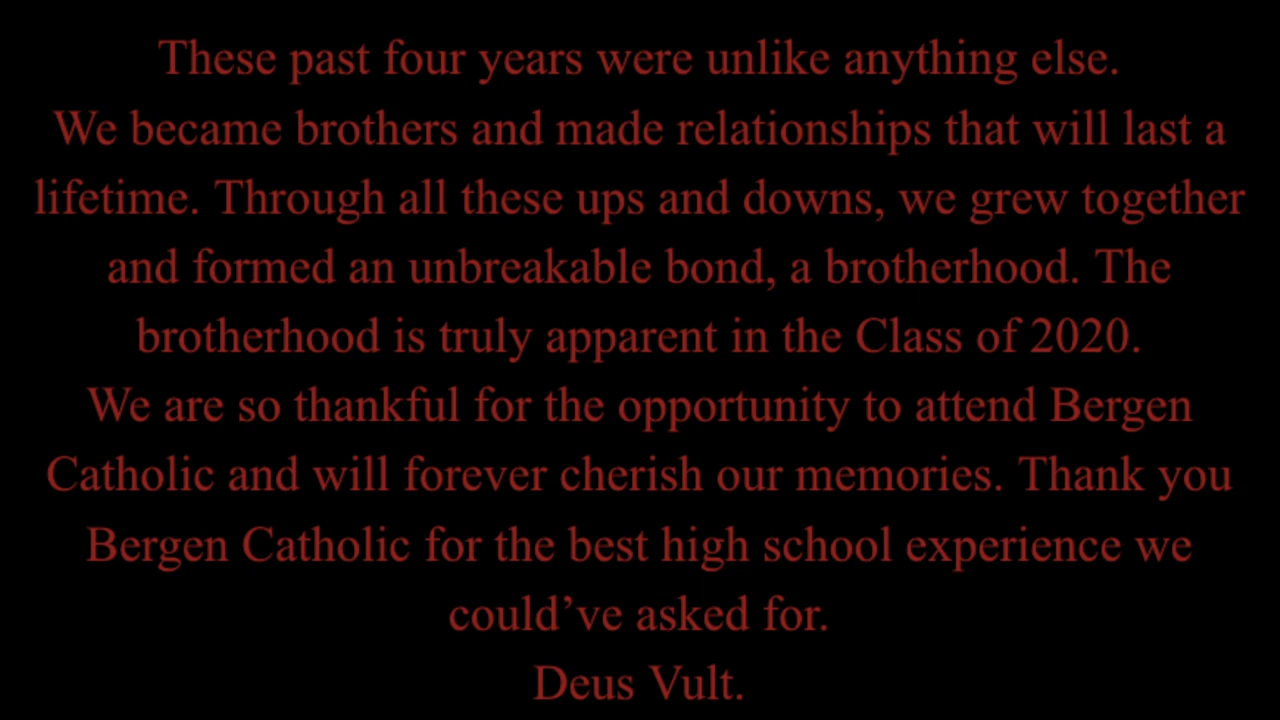 These past four years were unlike anything else.
We became brothers and made relationships that will last a
lifetime. Through all these ups and downs, we grew together
and formed an unbreakable bond, a brotherhood. The
brotherhood is truly apparent in the Class of 2020.
We are so thankful for the opportunity to attend Bergen
Catholic and will forever cherish our memories. Thank you
Bergen Catholic for the best high school experience we
could’ve asked for.
Deus Vult.